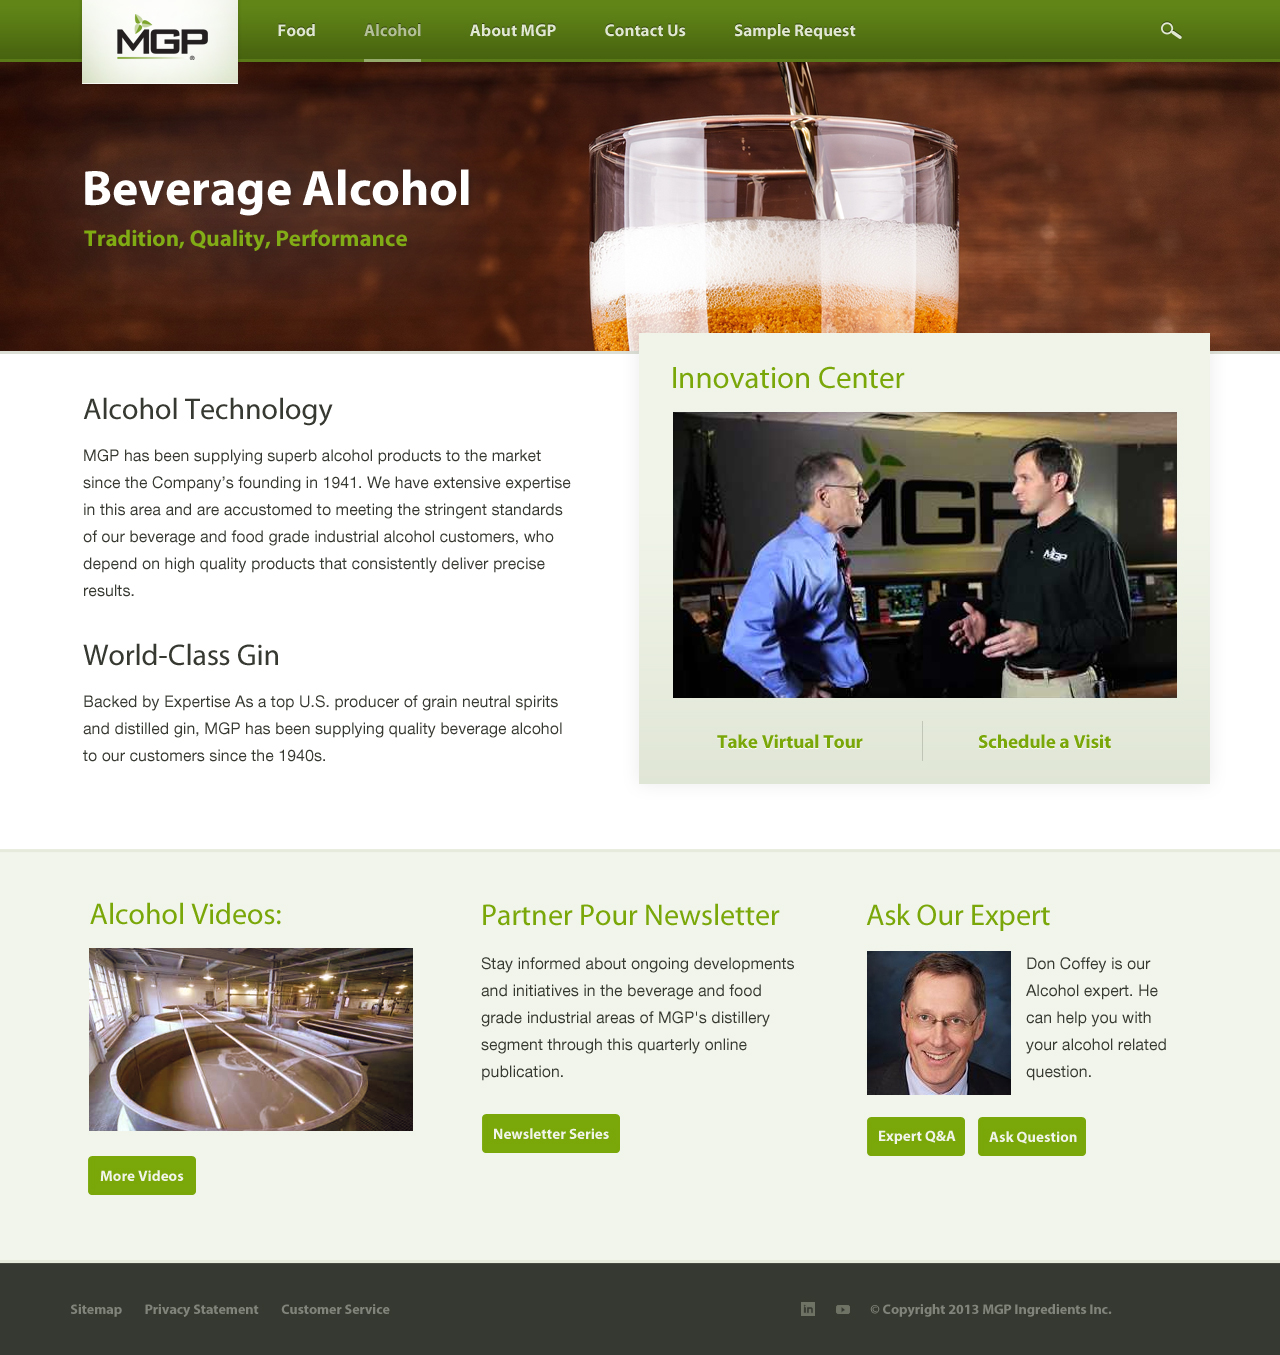 MGP
Food
Alcohol
About MGP
Contact Us
Sample Request
Beverage Alcohol
Tradition, Quality, Performance
Alcohol Technology
MGP has been supplying superb alcohol products to the market
since the Company’s founding in 1941. We have extensive expertise
in this area and are accustomed to meeting the stringent standards
of our beverage and food grade industrial alcohol customers, who
depend on high quality products that consistently deliver precise
results.
World-Class Gin
Backed by Expertise As a top U.S. producer of grain neutral spirits
and distilled gin, MGP has been supplying quality beverage alcohol
to our customers since the 1940s.
Innovation Center
MGP
MGP
Take Virtual Tour
Schedule a Visit
Alcohol Videos:
More Videos
Partner Pour Newsletter
Stay informed about ongoing developments
and initiatives in the beverage and food
grade industrial areas of MGP's distillery
segment through this quarterly online
publication.
Newsletter Series
Ask Our Expert
Don Coffey is our
Alcohol expert. He
can help you with
your alcohol related
question.
Expert Q&A
Ask Question
Sitemap
Privacy Statement
Customer Service
in
© Copyright 2013 MGP Ingredients Inc.